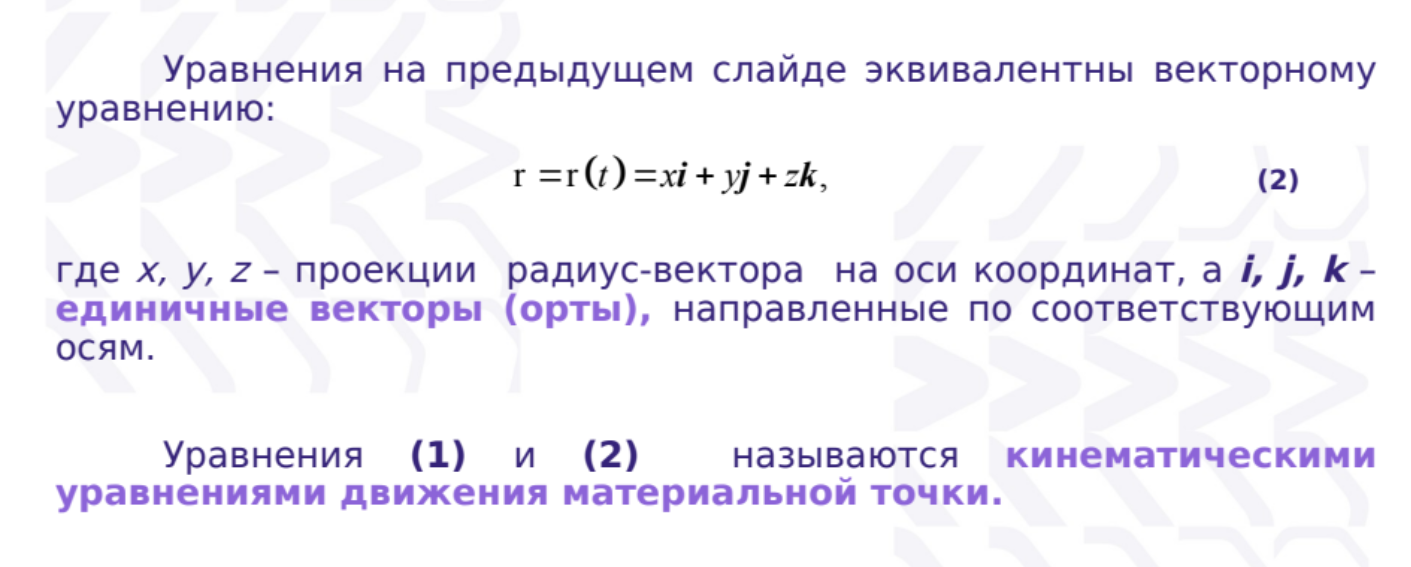 Уравнения на предыдущем слайде эквивалентны векторному
уравнению:
r =r(t)=xi + yj + zk,
(2)
где x, y, z – проекции радиус-вектора на оси координат, а i, j, k –
единичные векторы (орты), направленные по соответствующим
осям.
Уравнения (1) и (2) называются кинематическими
уравнениями движения материальной точки.